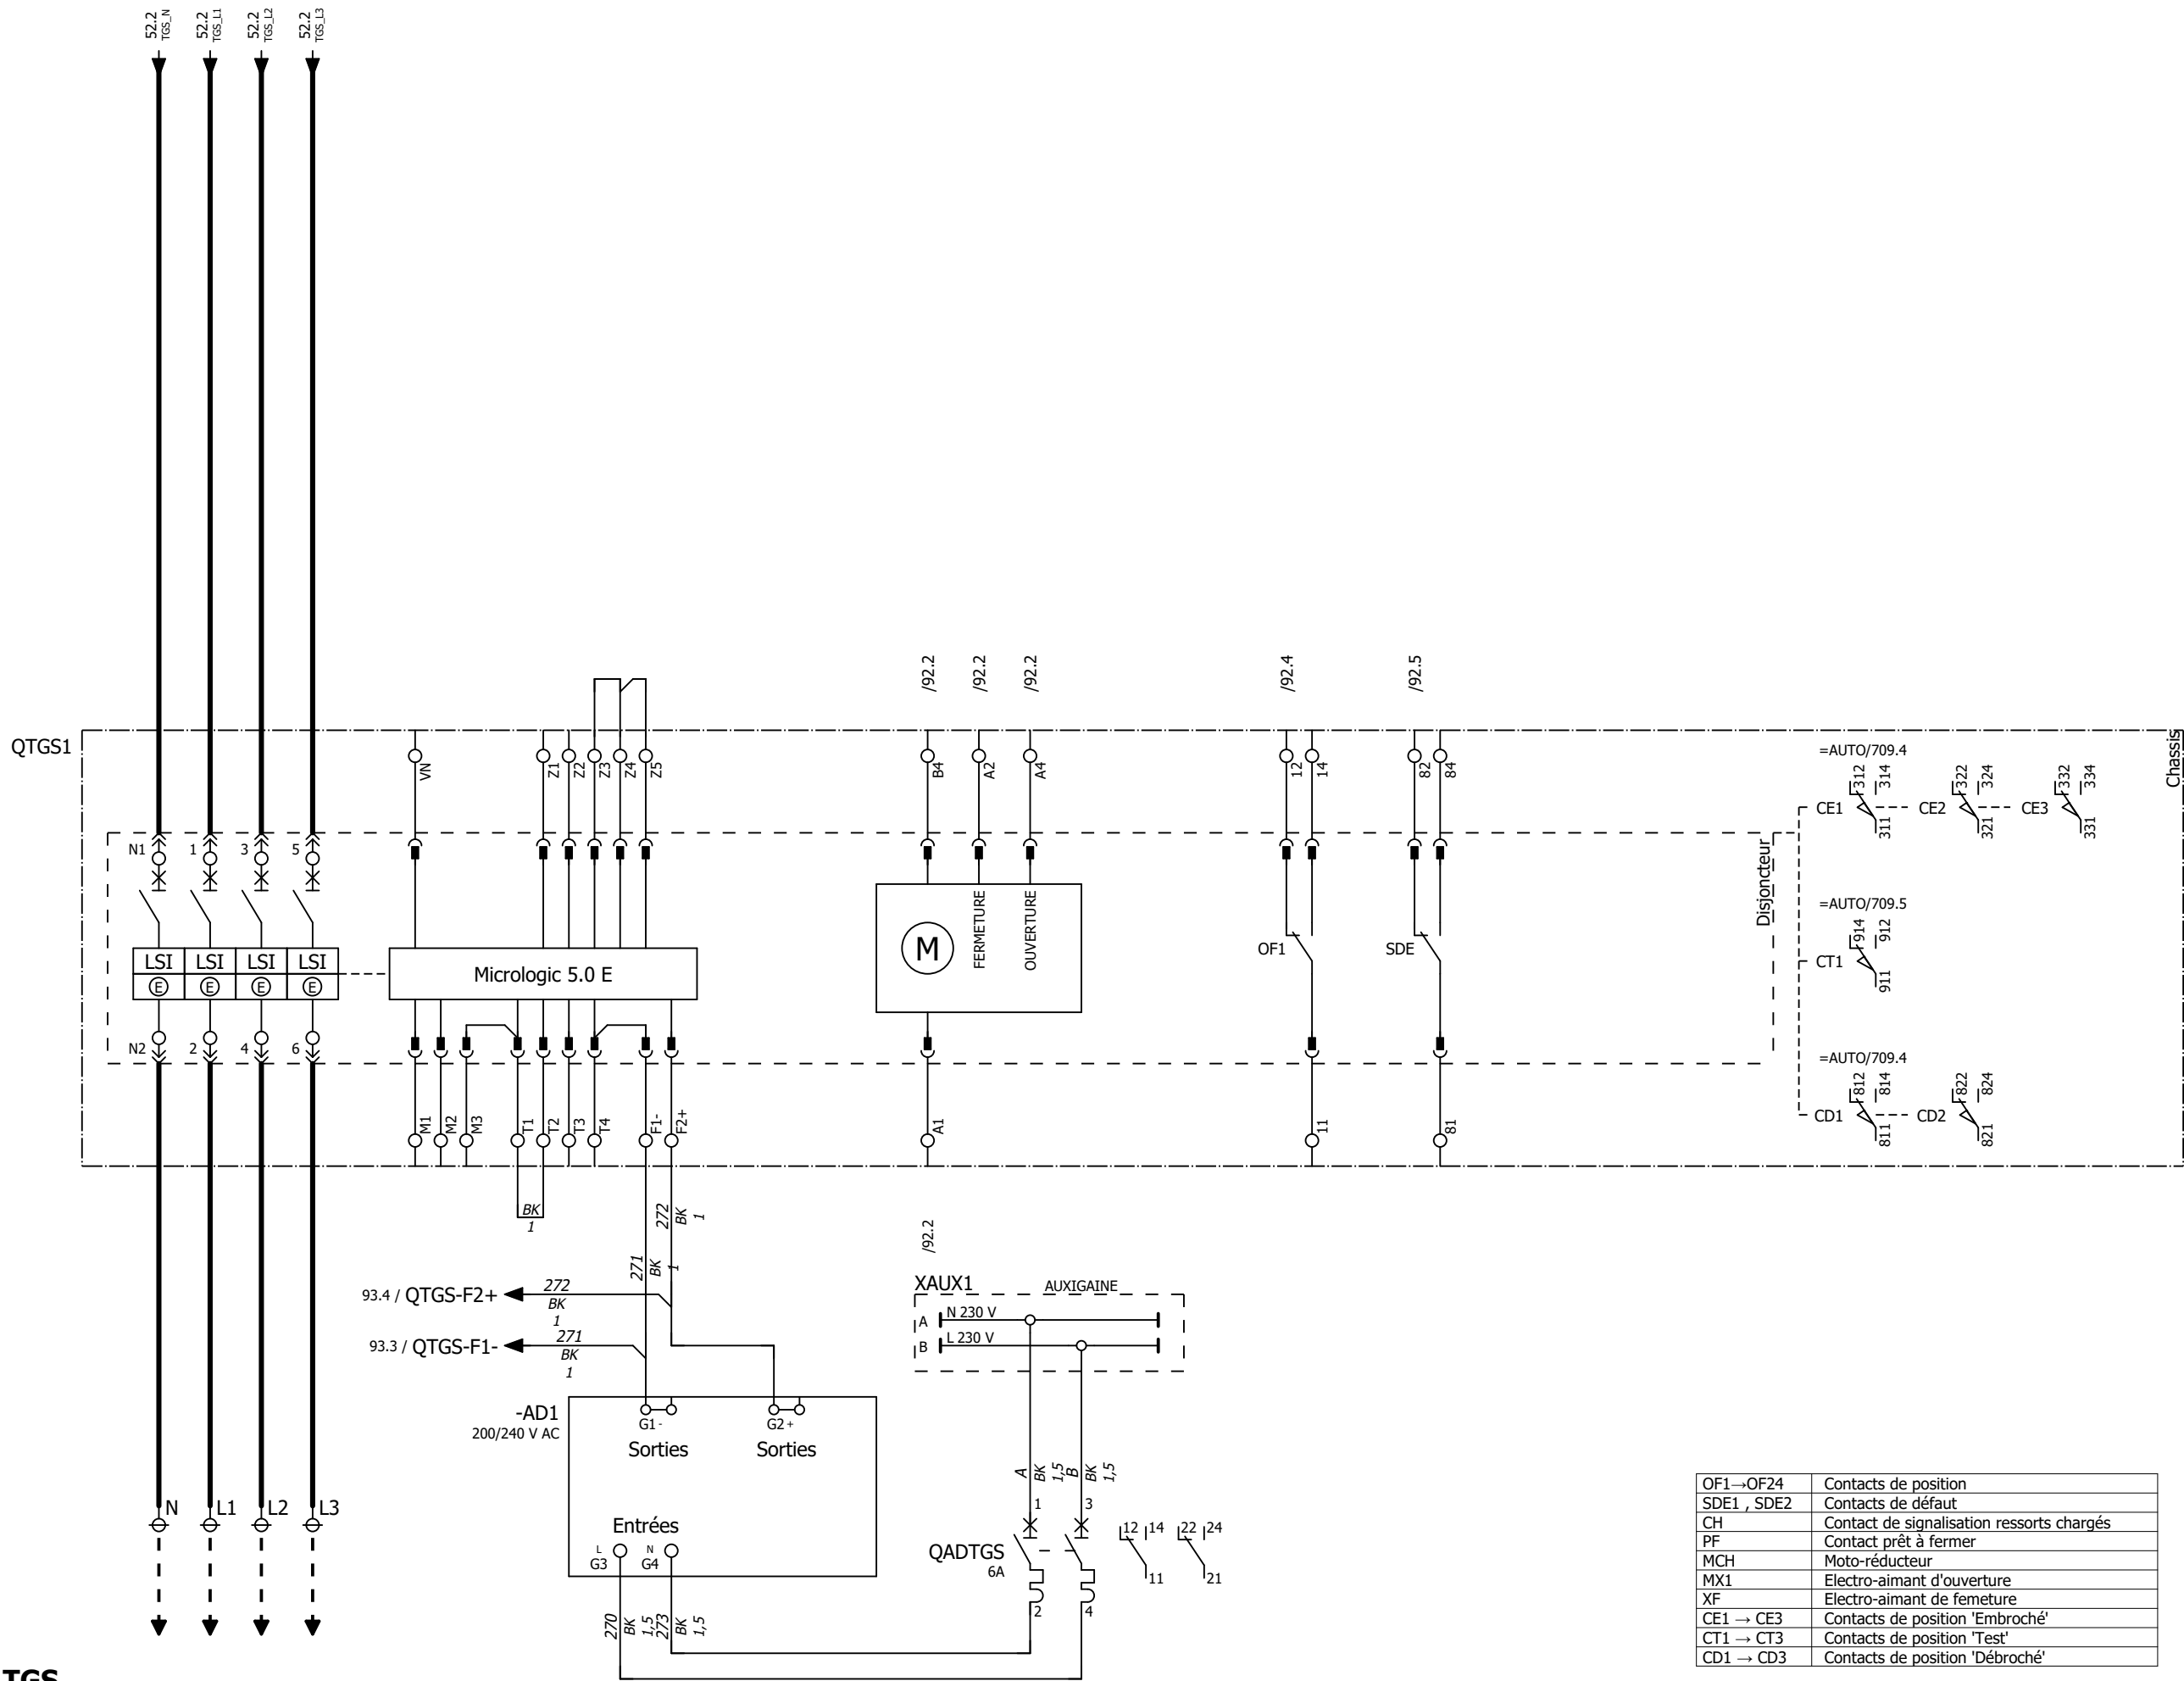 52.2
TGS_N
52.2
TGS_L1
52.2
TGS_L2
52.2
TGS_L3
/92.2
/92.2
/92.2
/92.4
/92.5
QTGS1
Chassis
VN
Z1
Z2
Z3
Z4
Z5
B4
A2
A4
12
14
82
84
=AUTO/709.4
CE1
312
314
311
CE2
322
324
321
CE3
332
334
331
N1
1
3
5
Disjoncteur
LSI
LSI
LSI
LSI
E
E
E
E
Micrologic 5.0 E
M
FERMETURE
OUVERTURE
OF1
SDE
=AUTO/709.5
CT1
914
912
911
N2
2
4
6
=AUTO/709.4
CD1
812
814
811
CD2
822
824
821
M1
M2
M3
T1
T2
T3
T4
F1-
F2+
A1
11
81
BK
1
272
BK
1
271
BK
1
/92.2
93.4 / QTGS-F2+
272
BK
1
93.3 / QTGS-F1-
271
BK
1
XAUX1
AUXIGAINE
A
N 230 V
B
L 230 V
-AD1
200/240 V AC
G1 -
G2 +
Sorties
Sorties
Entrées
L
G3
N
G4
A
BK
1,5
B
BK
1,5
QADTGS
6A
1
3
2
4
12
14
11
22
24
21
270
BK
1,5
273
BK
1,5
N
L1
L2
L3
OF1→OF24 Contacts de position
SDE1 , SDE2 Contacts de défaut
CH Contact de signalisation ressorts chargés
PF Contact prêt à fermer
MCH Moto-réducteur
MX1 Electro-aimant d'ouverture
XF Electro-aimant de femeture
CE1 → CE3 Contacts de position 'Embroché'
CT1 → CT3 Contacts de position 'Test'
CD1 → CD3 Contacts de position 'Débroché'
TGS